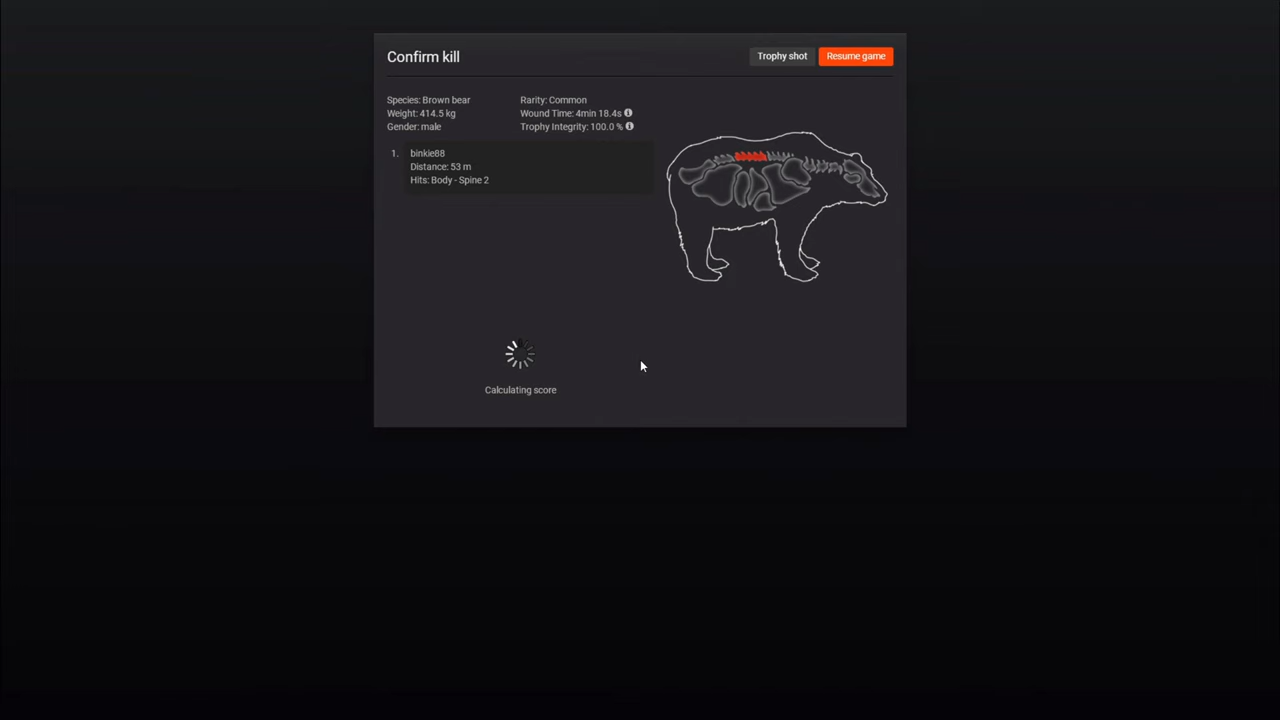 Confirm kill
Trophy shot
Resume game
Species: Brown bear
Weight: 414.5 kg
Gender: male
Rarity: Common
Wound Time: 4min 18.4s
Trophy Integrity: 100.0 %
1. binkie88
Distance: 53 m
Hits: Body - Spine 2
Calculating score